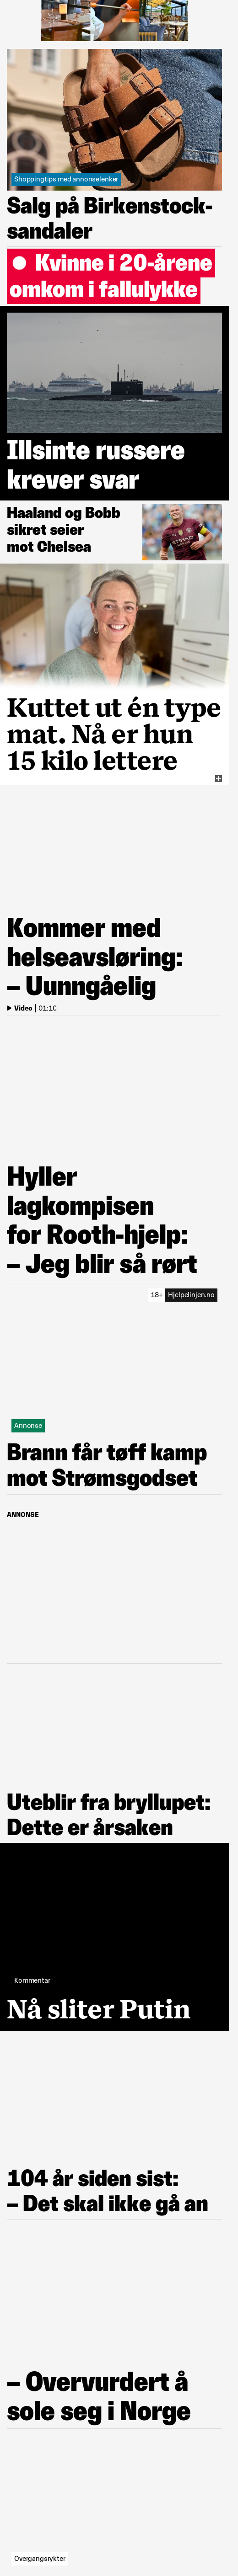 Shoppingtips med annonselenker
Salg på Birkenstock-
sandaler
Kvinne i 20-årene
omkom i fallulykke
Illsinte russere
krever svar
Haaland og Bobb
sikret seier
mot Chelsea
Kuttet ut én type
mat. Nå er hun
15 kilo lettere
Kommer med
helseavsløring:
– Uunngåelig
Video | 01:10
Hyller
lagkompisen
for Rooth-hjelp:
– Jeg blir så rørt
18+ Hjelpelinjen.no
Annonse
Brann får tøff kamp
mot Strømsgodset
ANNONSE
Uteblir fra bryllupet:
Dette er årsaken
Kommentar
Nå sliter Putin
104 år siden sist:
– Det skal ikke gå an
– Overvurdert å
sole seg i Norge
Overgangsrykter